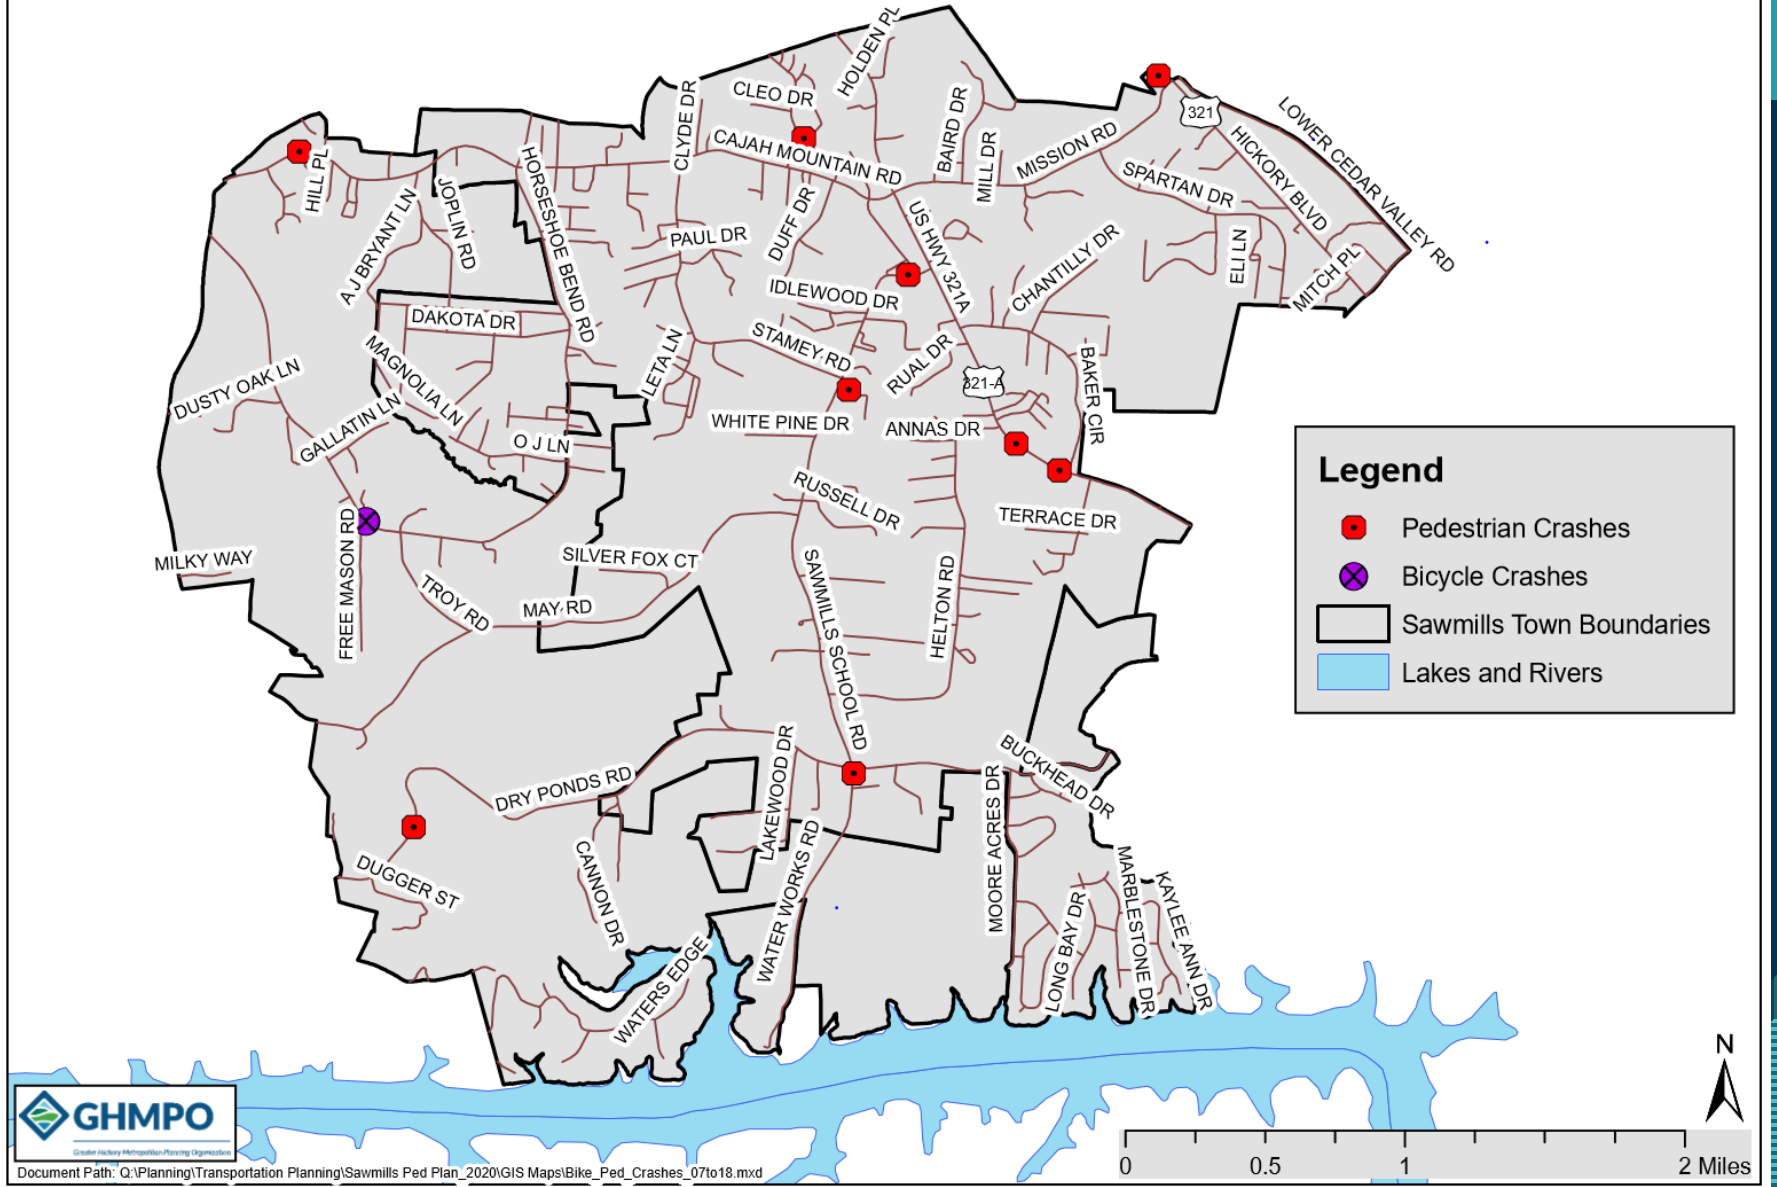 HOLDEN PL
CLEO DR
CLYDE DR
BAIRD DR
321
LOWER CEDAR VALLEY RD
HICKORY BLVD
CAJAH MOUNTAIN RD
MISSION RD
MILL DR
SPARTAN DR
HILL PL
JOPLIN RD
HORSESHOE BEND RD
A J BRYANT LN
PAUL DR
DUFF DR
US HWY 321A
CHANTILLY DR
ELI LN
MITCH PL
IDLEWOOD DR
DAKOTA DR
STAMEY RD
RUAL DR
LETA LN
MAGNOLIA LN
321-A
BAKER CIR
DUSTY OAK LN
GALLATIN LN
WHITE PINE DR
ANNAS DR
O J LN
RUSSELL DR
TERRACE DR
FREE MASON RD
MILKY WAY
SILVER FOX CT
TROY RD
MAY RD
SAWMILLS SCHOOL RD
HELTON RD
BUCKHEAD DR
LAKEWOOD DR
DRY PONDS RD
MOORE ACRES DR
DUGGER ST
CANNON DR
WATER WORKS RD
WATERS EDGE
LONG BAY DR
MARBLESTONE DR
KAYLEE ANN DR
Legend
Pedestrian Crashes
Bicycle Crashes
Sawmills Town Boundaries
Lakes and Rivers
N
0 0.5 1 2 Miles
GHMPO
Greater Hickory Metropolitan Planning Organization
Document Path: Q:\Planning\Transportation Planning\Sawmills Ped Plan_2020\GIS Maps\Bike_Ped_Crashes_07to18.mxd